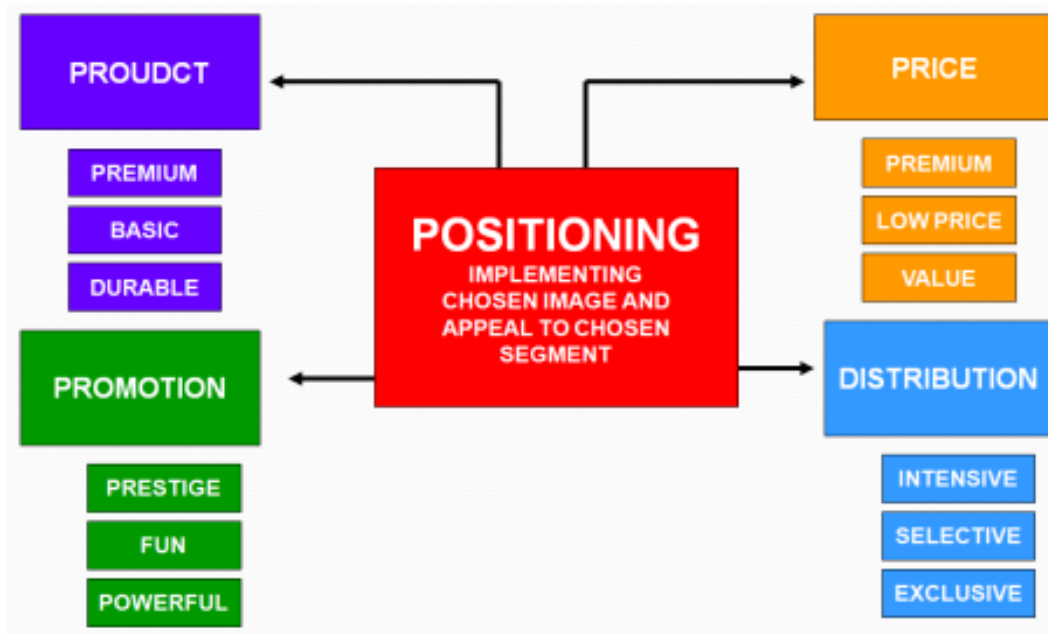 PROUDCT
PREMIUM
BASIC
DURABLE
PROMOTION
PRESTIGE
FUN
POWERFUL
POSITIONING
IMPLEMENTING
CHOSEN IMAGE AND
APPEAL TO CHOSEN
SEGMENT
PRICE
PREMIUM
LOW PRICE
VALUE
DISTRIBUTION
INTENSIVE
SELECTIVE
EXCLUSIVE